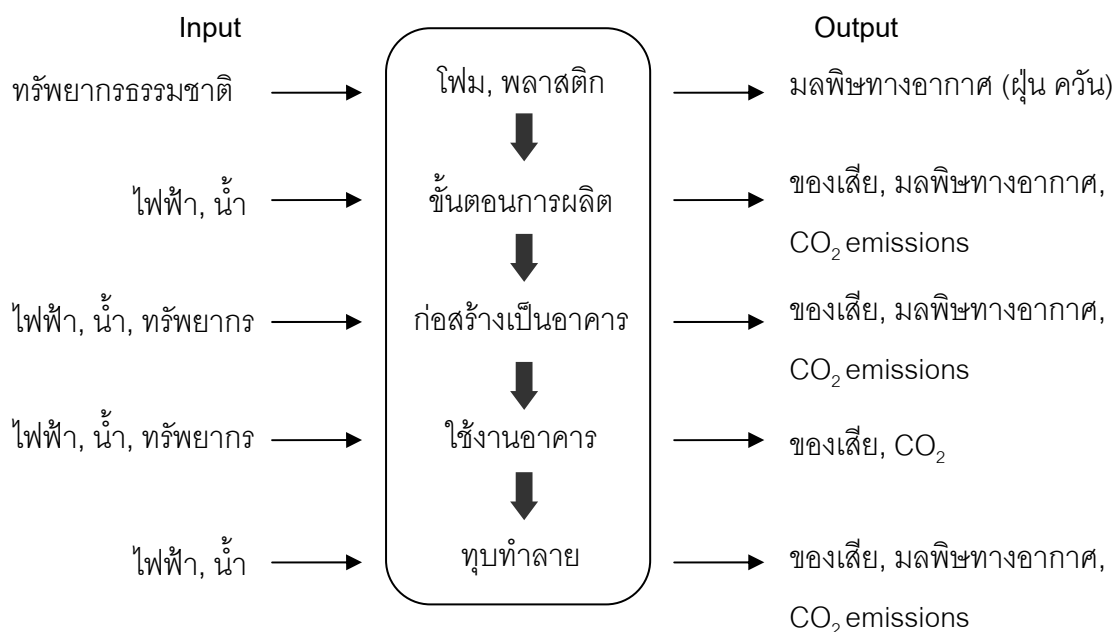 Input Output
ทรัพยากรธรรมชาติ โฟม, พลาสติก มลพิษทางอากาศ (ฝุ่น ควัน)
ไฟฟ้า, น้ำ ขั้นตอนการผลิต ของเสีย, มลพิษทางอากาศ,
CO₂ emissions
ไฟฟ้า, น้ำ, ทรัพยากร ก่อสร้างเป็นอาคาร ของเสีย, มลพิษทางอากาศ,
CO₂ emissions
ไฟฟ้า, น้ำ, ทรัพยากร ใช้งานอาคาร ของเสีย, CO₂
ไฟฟ้า, น้ำ ทุบทำลาย ของเสีย, มลพิษทางอากาศ,
CO₂ emissions